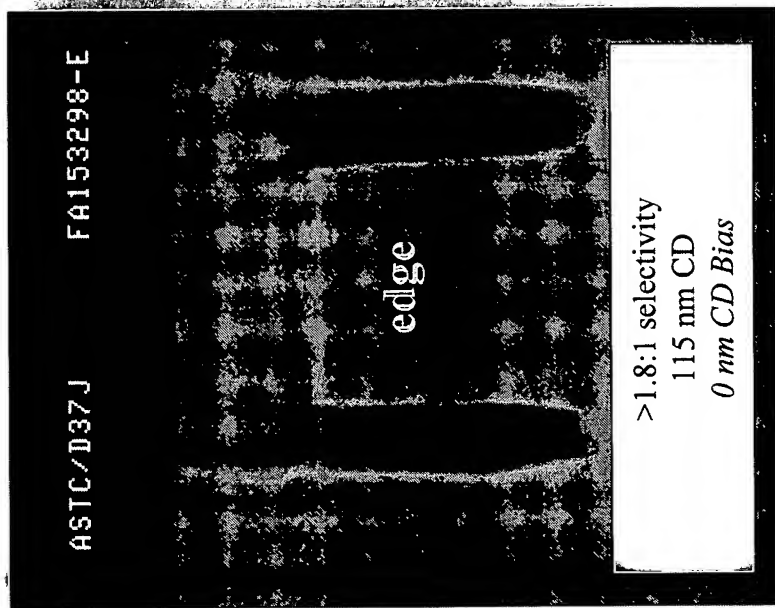 ASTC/D37J FA153298-E
edge
>1.8:1 selectivity
115 nm CD
0 nm CD Bias